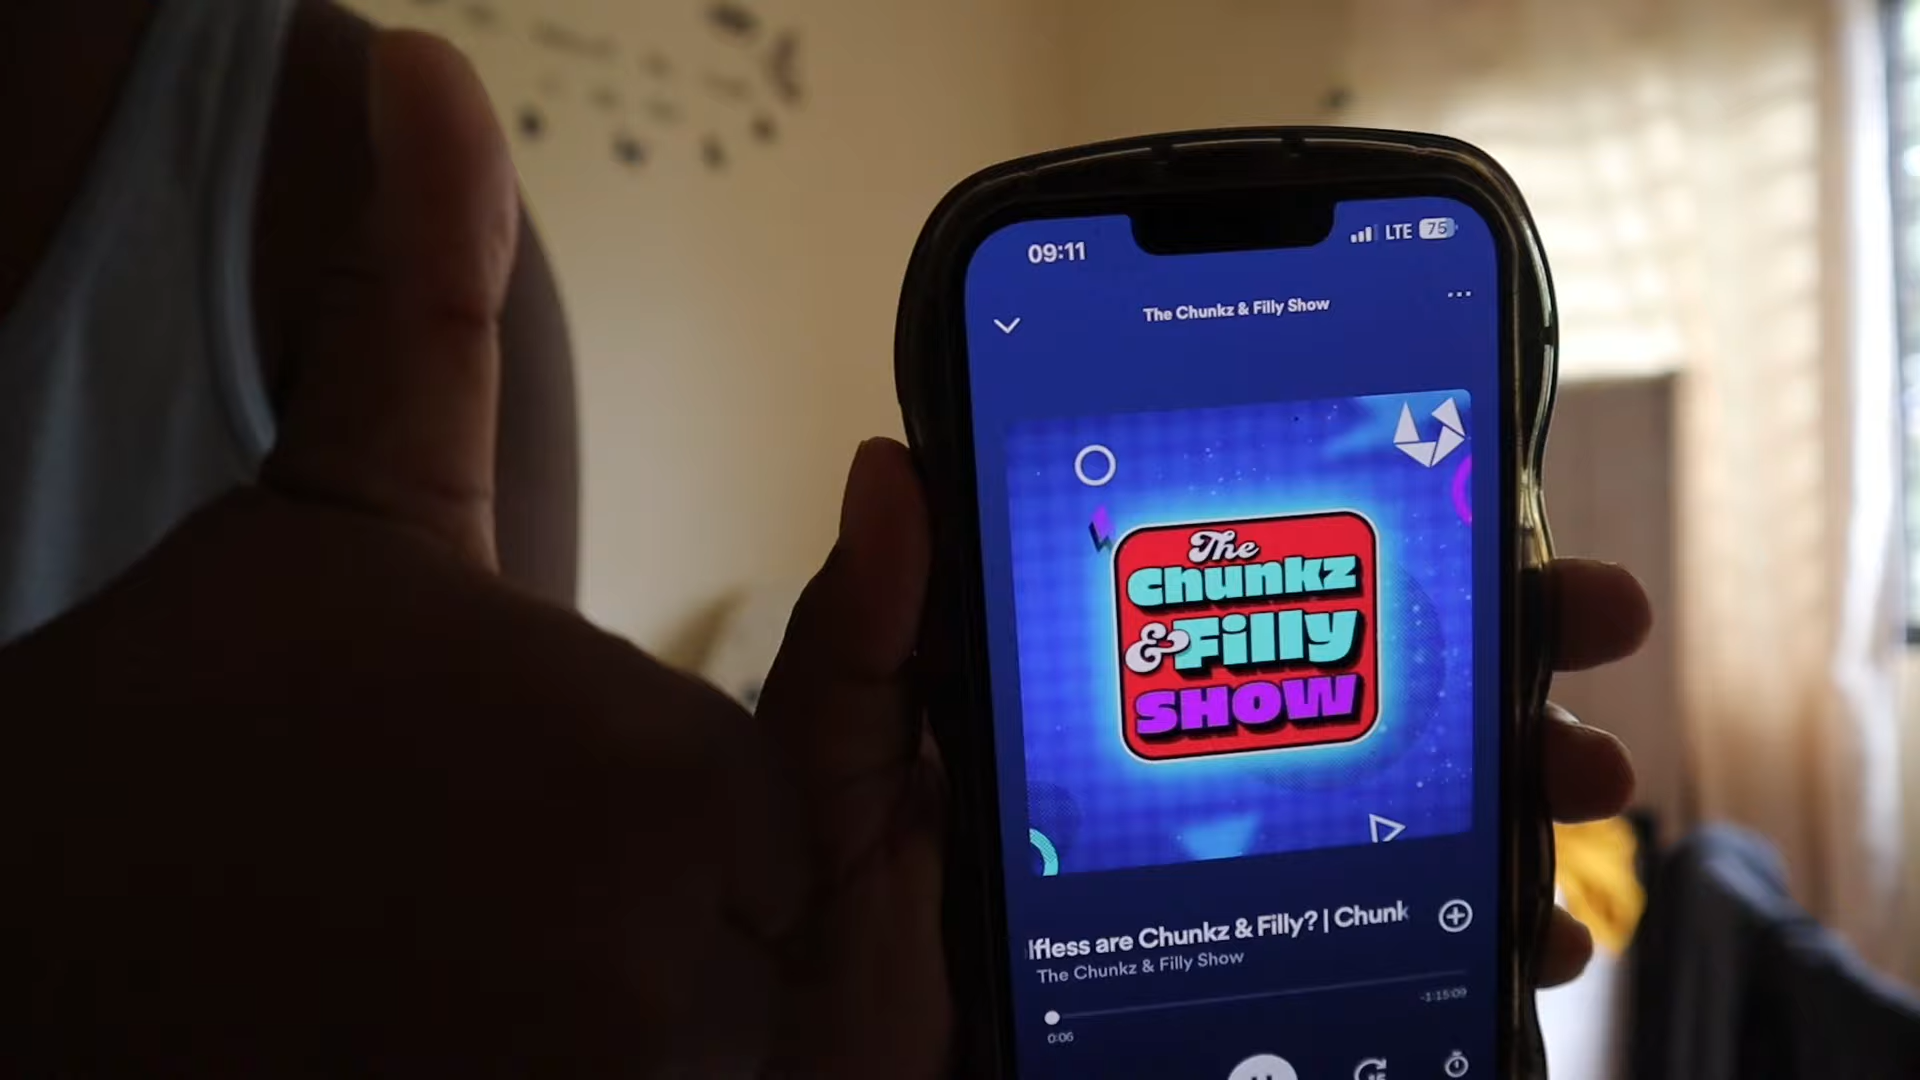 09:11
LTE 75
The Chunkz & Filly Show
The
Chunkz
& Filly
SHOW
lfless are Chunkz & Filly? | Chunk
The Chunkz & Filly Show
-1:15:09
0:06